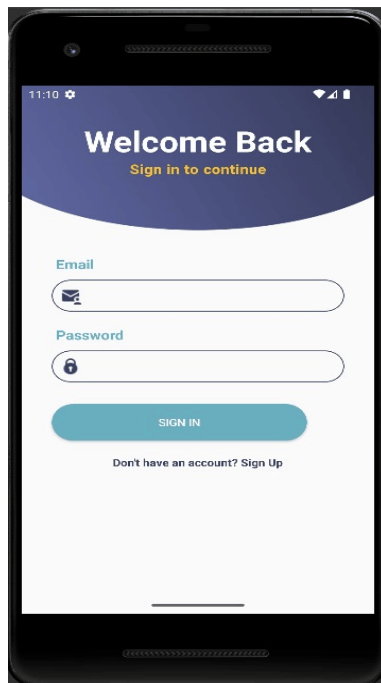 11:10
Welcome Back
Sign in to continue
Email
Password
SIGN IN
Don't have an account? Sign Up